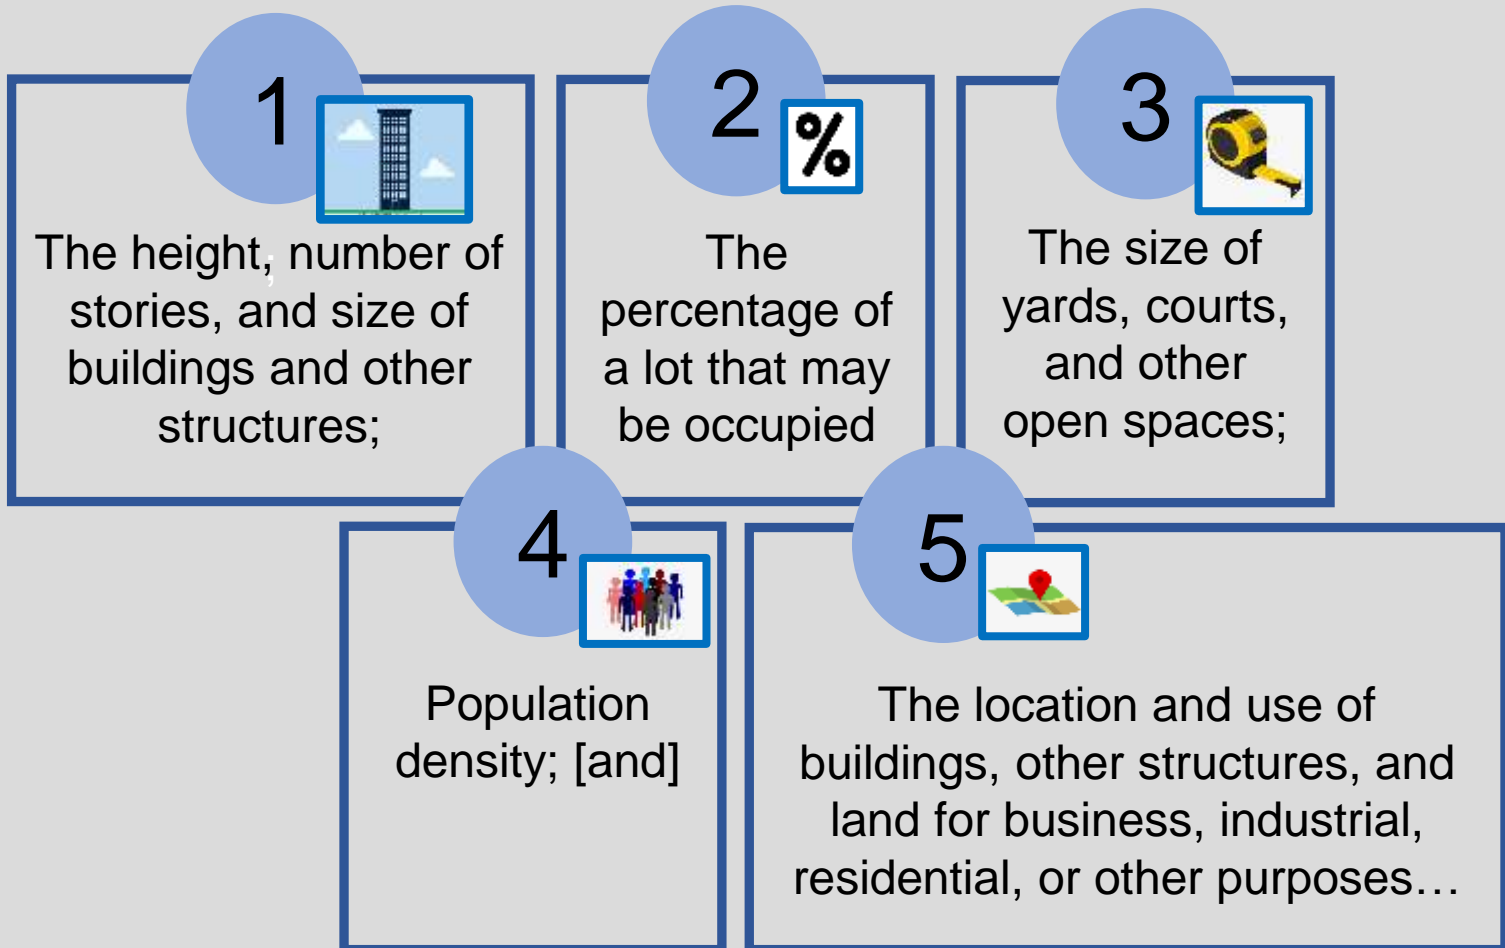 1
The height, number of
stories, and size of
buildings and other
structures;
2
%
The
percentage of
a lot that may
be occupied
3
The size of
yards, courts,
and other
open spaces;
4
Population
density; [and]
5
The location and use of
buildings, other structures, and
land for business, industrial,
residential, or other purposes…